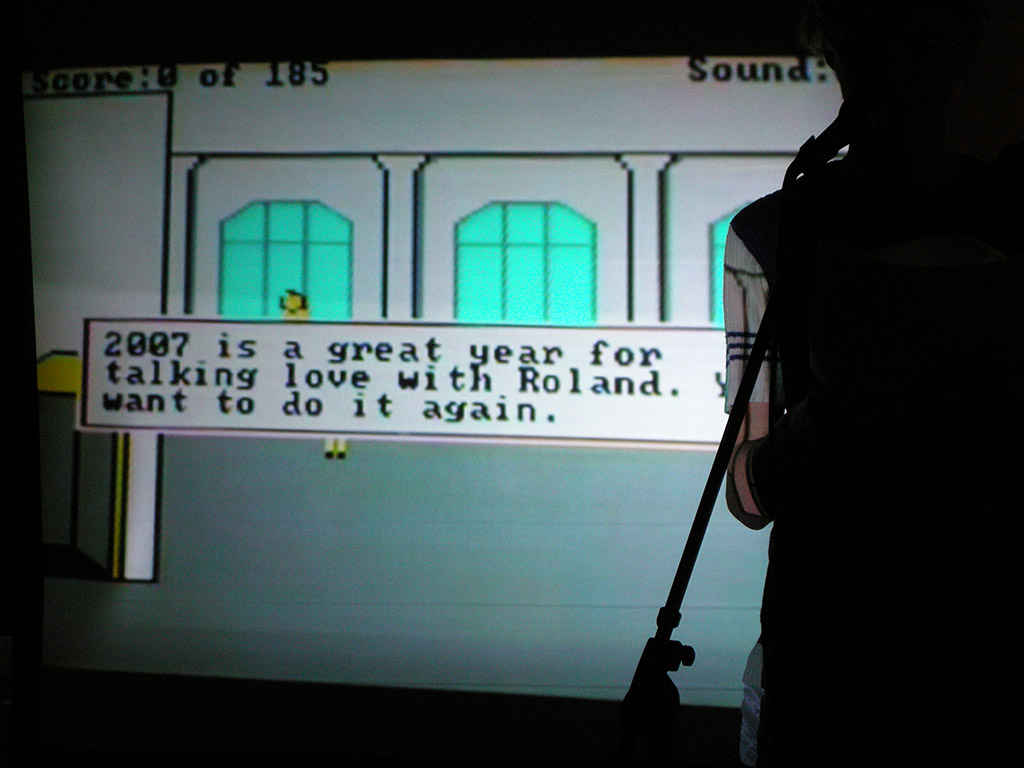 Score:0 of 185
Sound:
2007 is a great year for
talking love with Roland.
want to do it again.